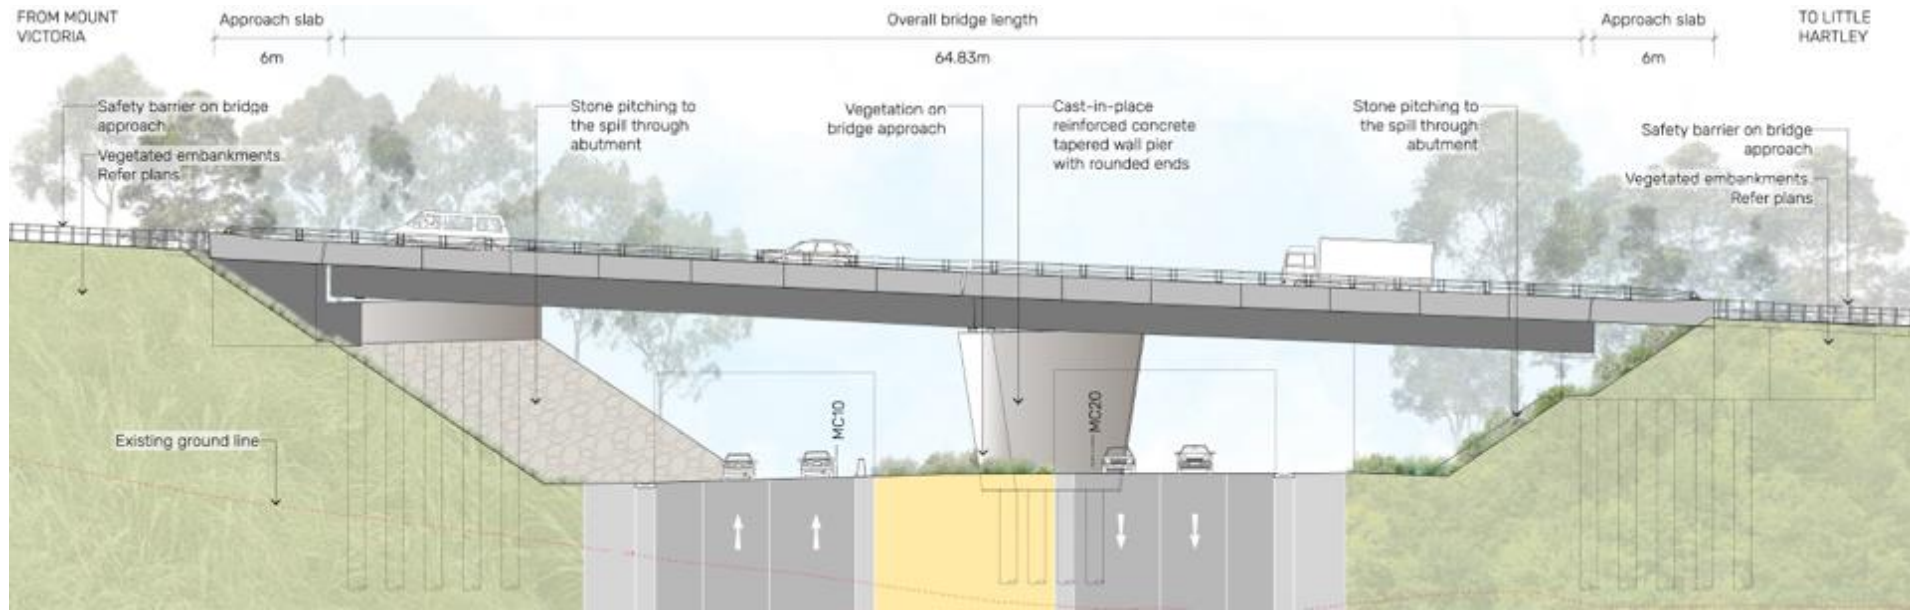 FROM MOUNT
VICTORIA
Approach slab
6m
Overall bridge length
64.83m
Approach slab
6m
TO LITTLE
HARTLEY
Safety barrier on bridge
approach
Vegetated embankments.
Refer plans
Stone pitching to
the spill through
abutment
Vegetation on
bridge approach
Cast-in-place
reinforced concrete
tapered wall pier
with rounded ends
Stone pitching to
the spill through
abutment
Safety barrier on bridge
approach
Vegetated embankments.
Refer plans
Existing ground line
MC10
MC20